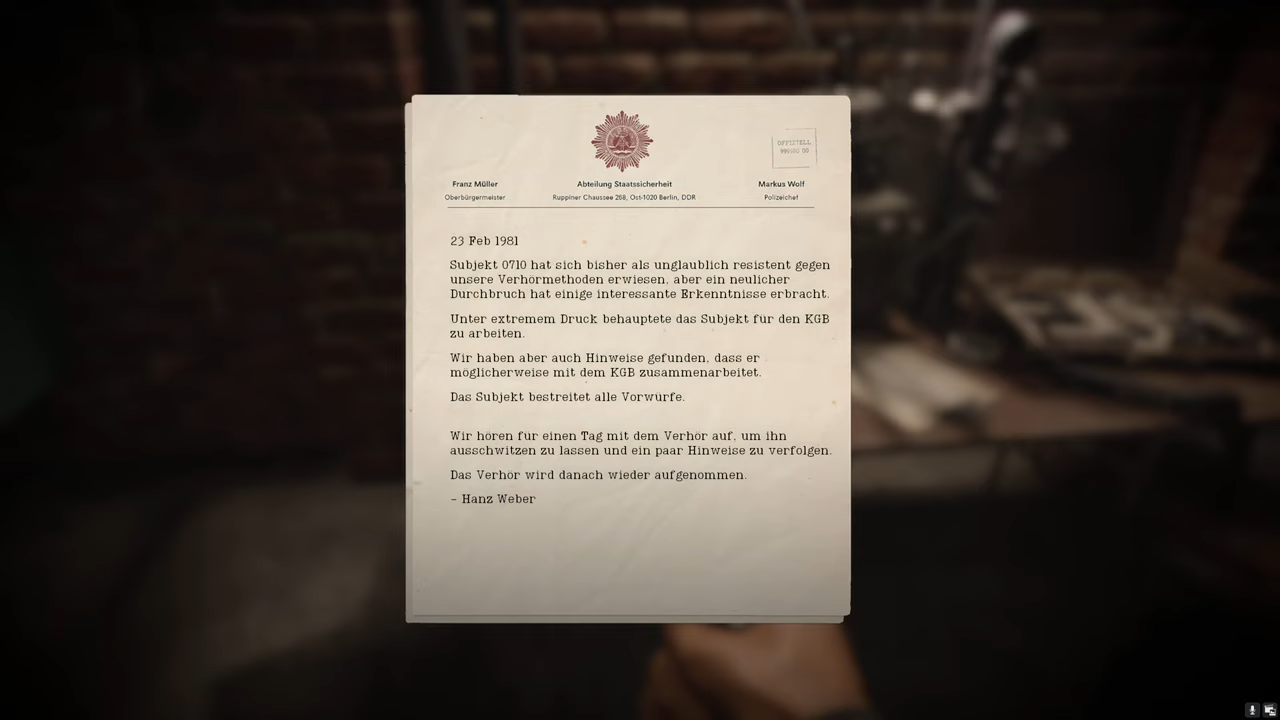 OFFIZIELL
Franz Müller
Abteilung Staatssicherheit
Markus Wolf
Oberbürgermeister
Ruppiner Chaussee 268, Ost-1020 Berlin, DDR
Polizeichef
23 Feb 1981
Subjekt 0710 hat sich bisher als unglaublich resistent gegen
unsere Verhörmethoden erwiesen, aber ein neulicher
Durchbruch hat einige interessante Erkenntnisse erbracht.
Unter extremem Druck behauptete das Subjekt für den KGB
zu arbeiten.
Wir haben aber auch Hinweise gefunden, dass er
möglicherweise mit dem KGB zusammenarbeitet.
Das Subjekt bestreitet alle Vorwürfe.
Wir hören für einen Tag mit dem Verhör auf, um ihn
ausschwitzen zu lassen und ein paar Hinweise zu verfolgen.
Das Verhör wird danach wieder aufgenommen.
– Hanz Weber